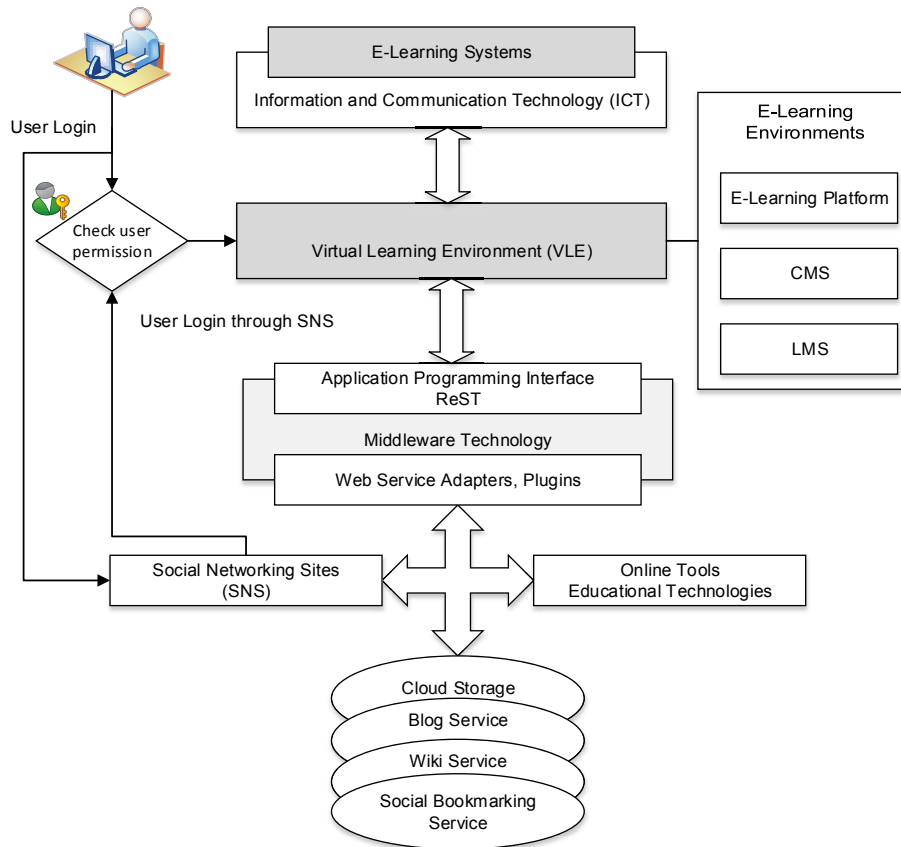 E-Learning Systems
Information and Communication Technology (ICT)
User Login
E-Learning
Environments
E-Learning Platform
CMS
LMS
Check user
permission
Virtual Learning Environment (VLE)
User Login through SNS
Application Programming Interface
ReST
Middleware Technology
Web Service Adapters, Plugins
Social Networking Sites
(SNS)
Online Tools
Educational Technologies
Cloud Storage
Blog Service
Wiki Service
Social Bookmarking
Service